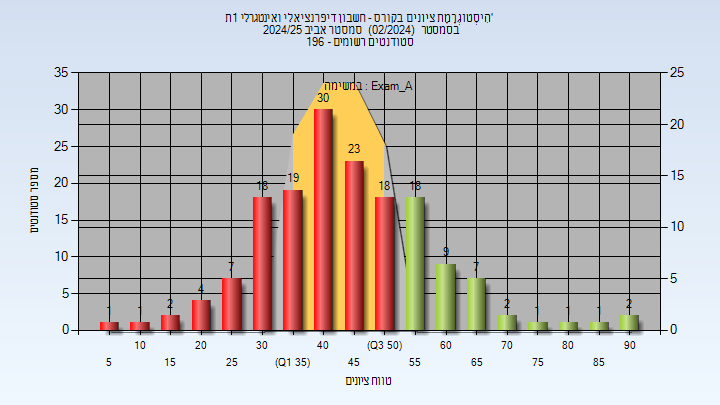 היסטוגרמת ציונים בקורס - חשבון דיפרנציאלי ואינטגרלי 1ת'
בסמסטר (02/2024) סמסטר אביב 2024/25
סטודנטים רשומים - 196
במשימה : Exam_A
מספר סטודנטים
35 30 25 20 15 10 5 0
25 20 15 10 5 0
1 1 2 4 7 18 19 30 23 18 18 9 7 2 1 1 1 2
10 20 30 40 (Q3 50) 60 70 80 90
5 15 25 (Q1 35) 45 55 65 75 85
טווח ציונים